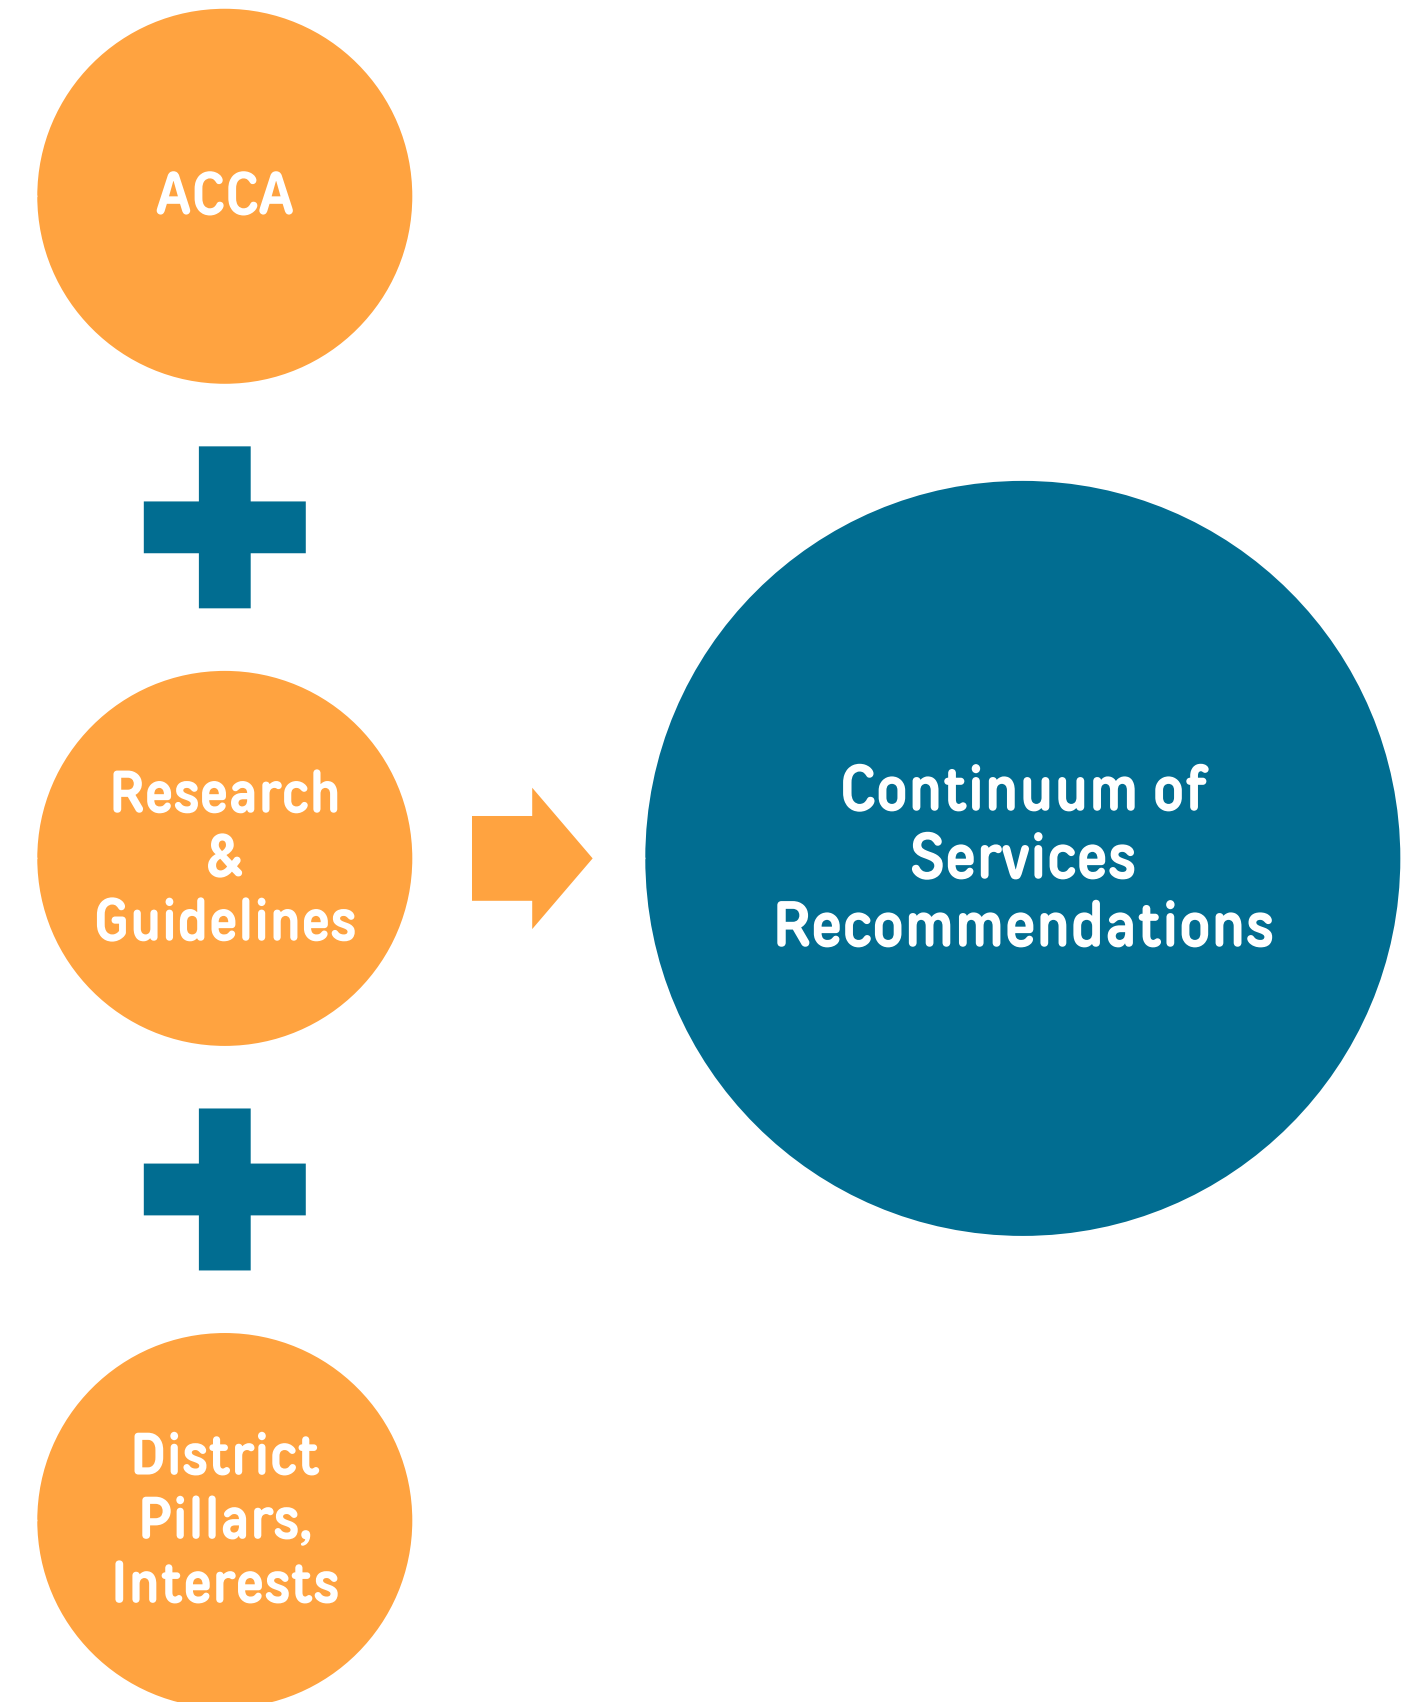 ACCA
Research
&
Guidelines
Continuum of
Services
Recommendations
District
Pillars,
Interests